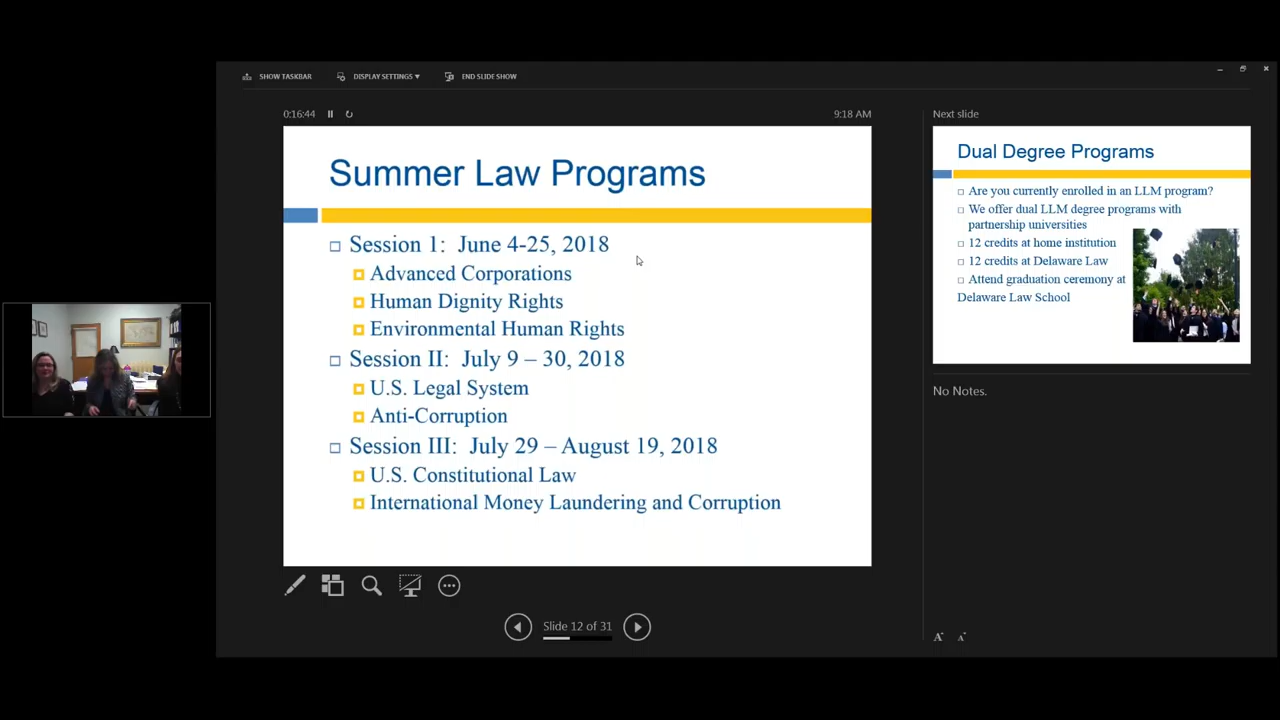 SHOW TASKBAR
DISPLAY SETTINGS ▾
END SLIDE SHOW
0:16:44
9:18 AM
Summer Law Programs
Session 1: June 4-25, 2018
Advanced Corporations
Human Dignity Rights
Environmental Human Rights
Session II: July 9 – 30, 2018
U.S. Legal System
Anti-Corruption
Session III: July 29 – August 19, 2018
U.S. Constitutional Law
International Money Laundering and Corruption
Slide 12 of 31
Next slide
Dual Degree Programs
Are you currently enrolled in an LLM program?
We offer dual LLM degree programs with
partnership universities
12 credits at home institution
12 credits at Delaware Law
Attend graduation ceremony at
Delaware Law School
No Notes.
A A